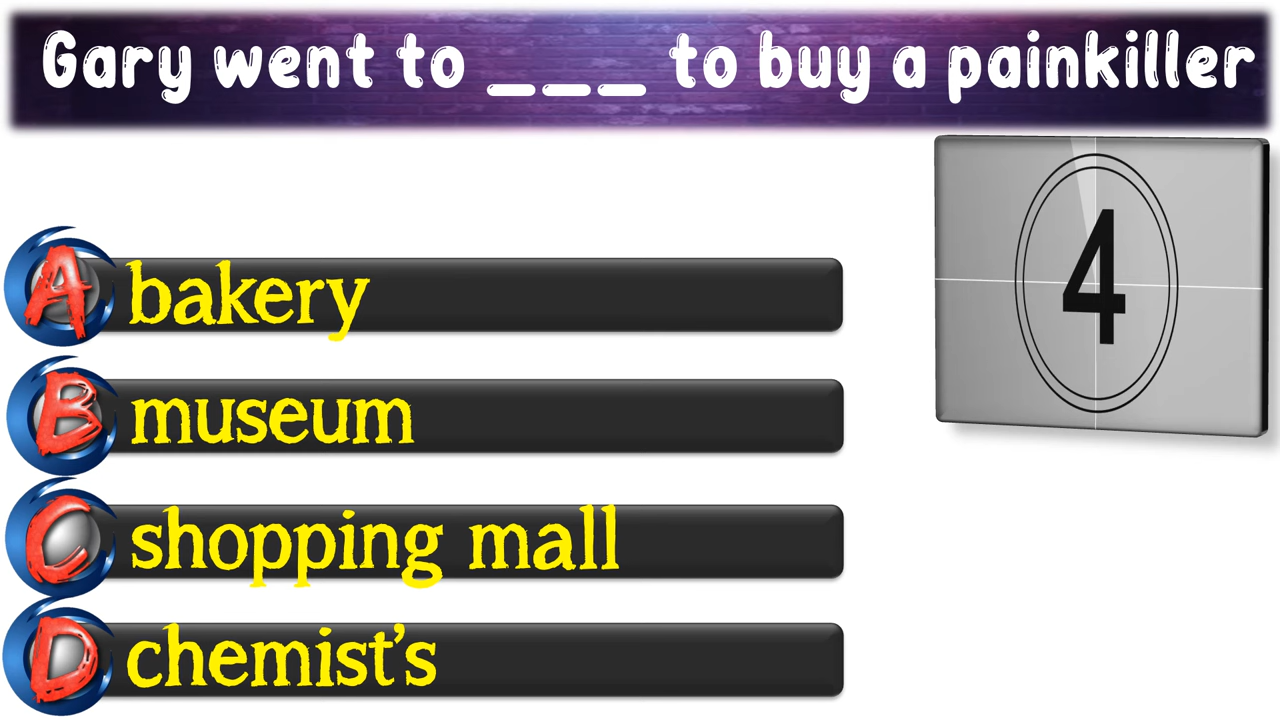 Gary went to ___ to buy a painkiller
4
A bakery
B museum
C shopping mall
D chemist's